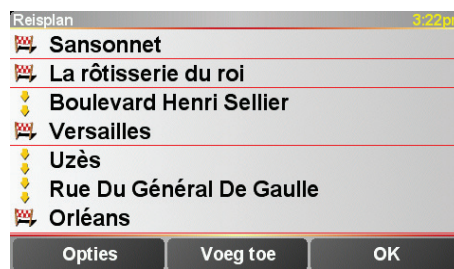 Reisplan 3:22p
Sansonnet
La rôtisserie du roi
Boulevard Henri Sellier
Versailles
Uzès
Rue Du Général De Gaulle
Orléans
Opties Voeg toe OK